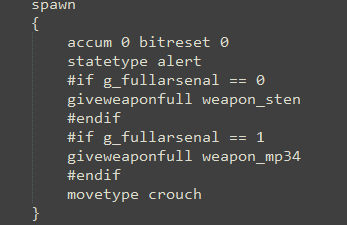 spawn
{
accum 0 bitreset 0
statetype alert
#if g_fullarsenal == 0
giveweaponfull weapon_sten
#endif
#if g_fullarsenal == 1
giveweaponfull weapon_mp34
#endif
movetype crouch
}